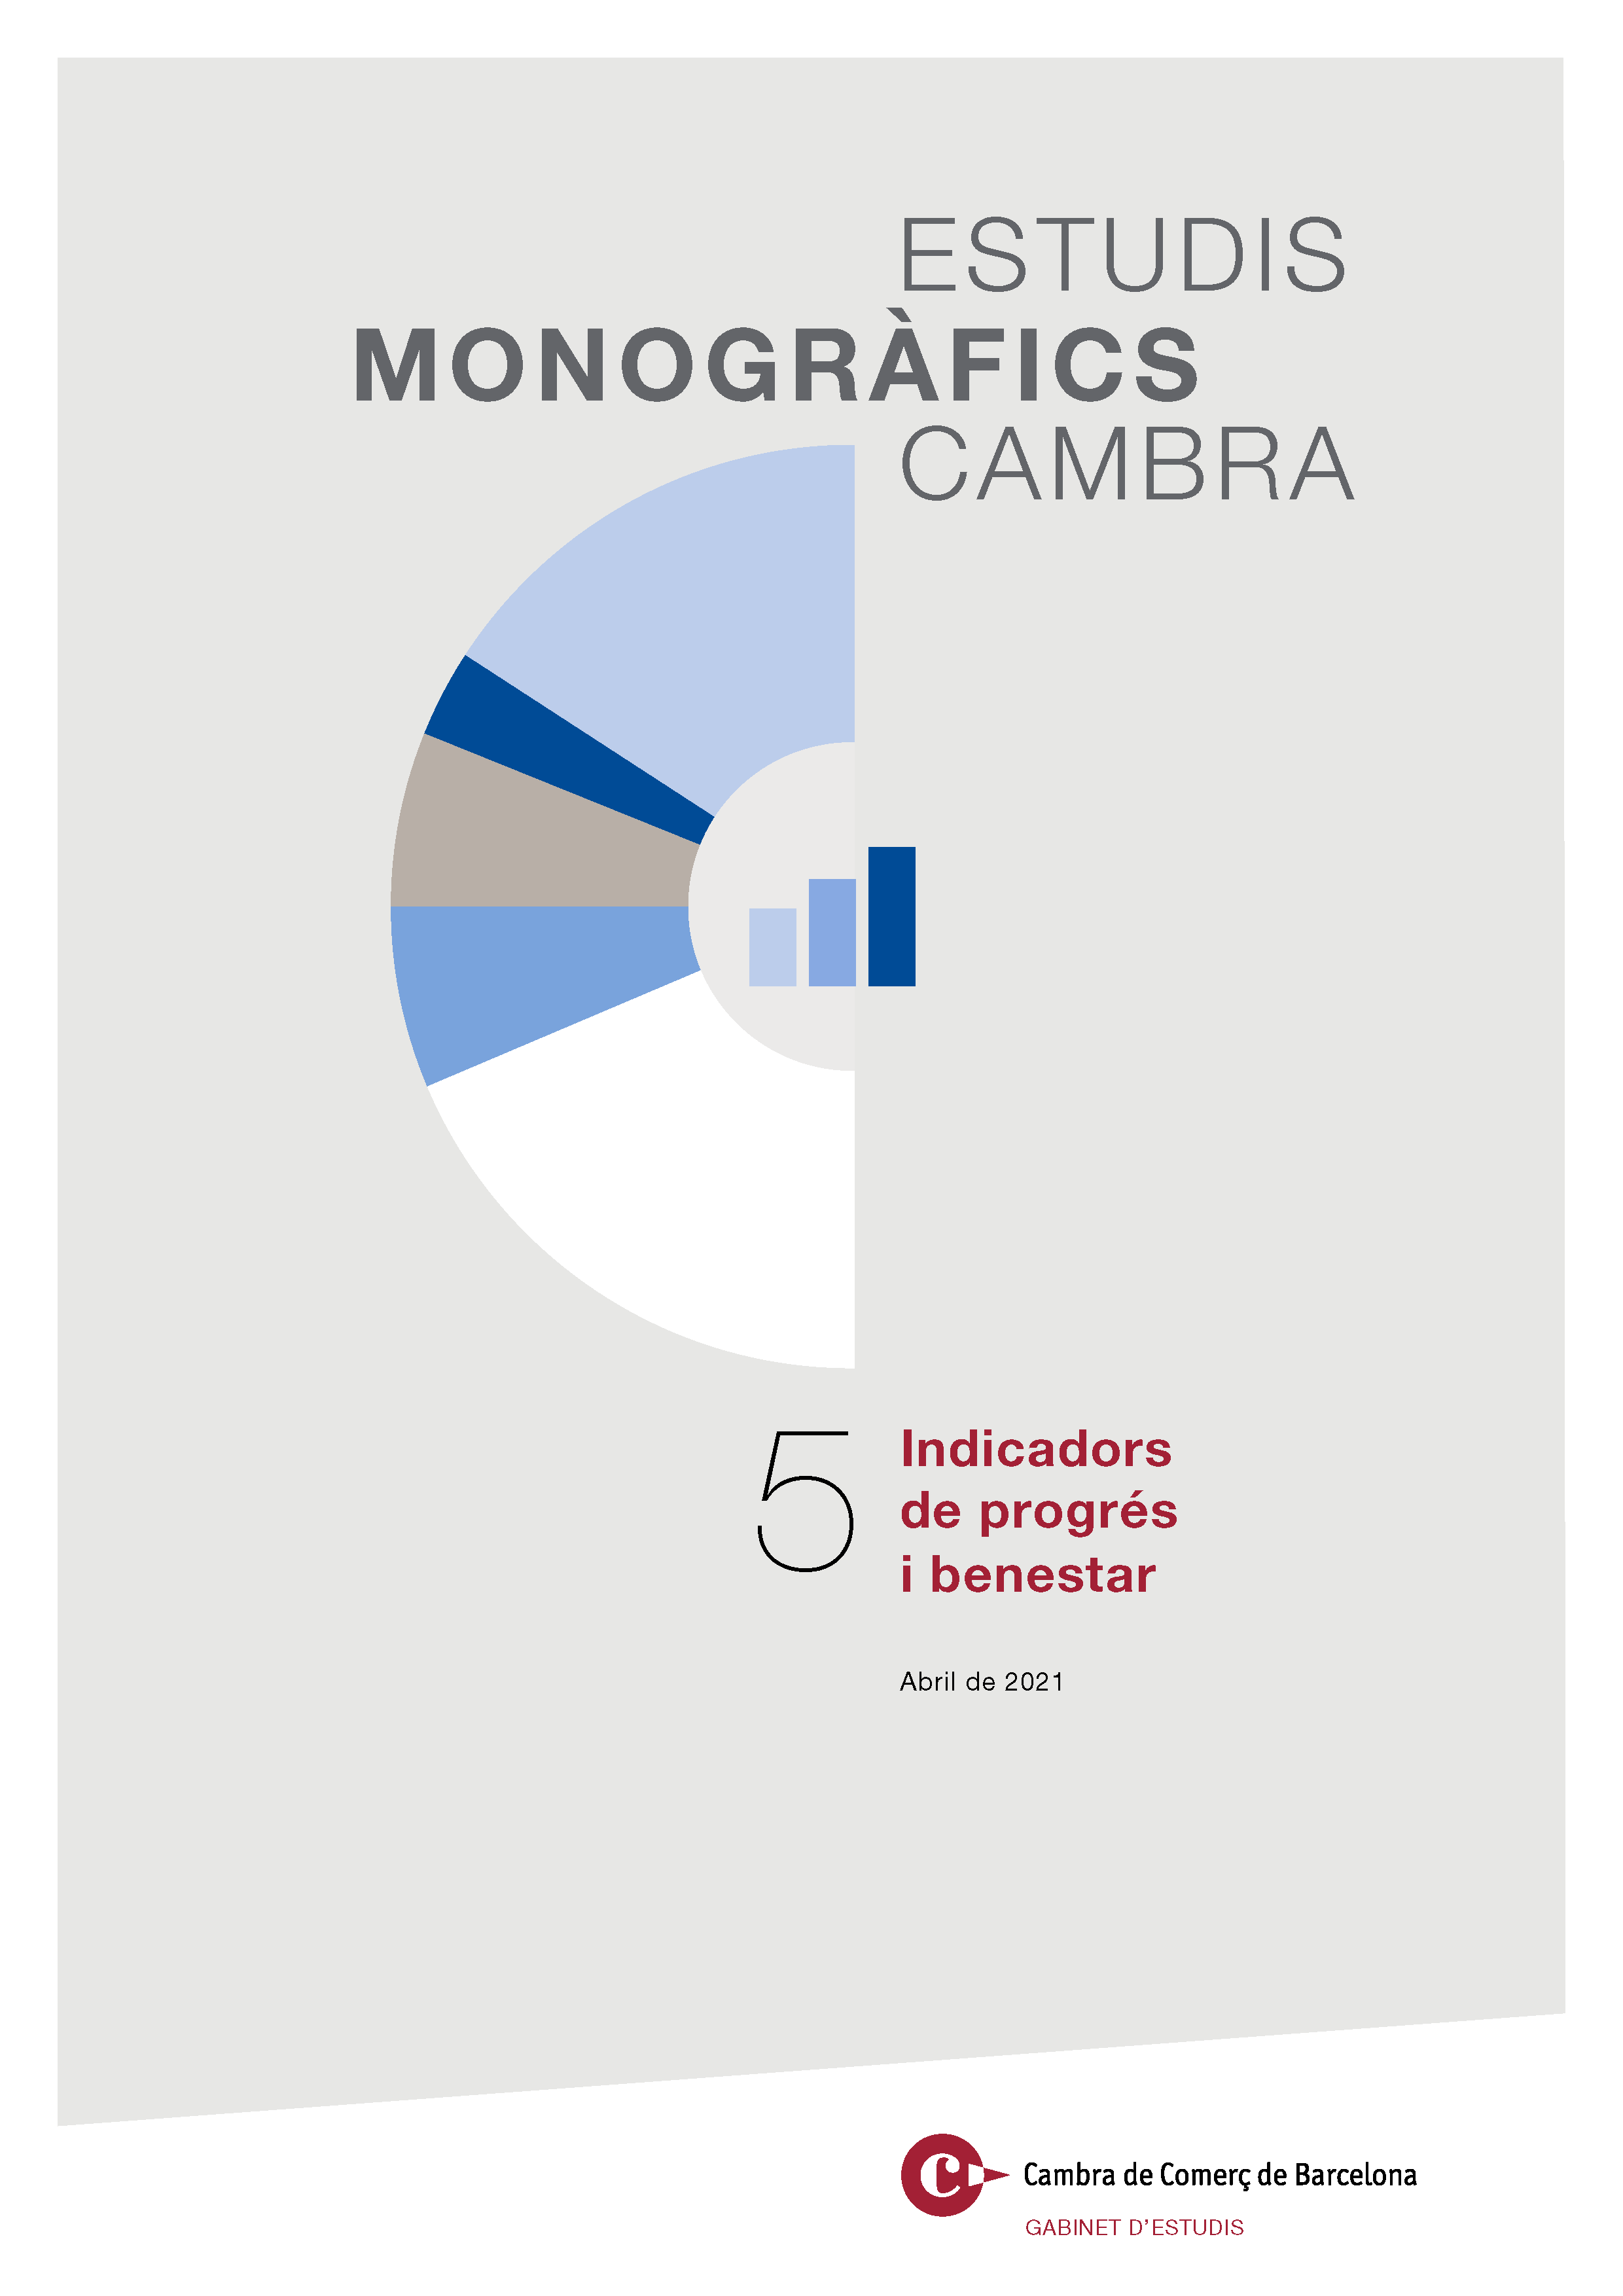 ESTUDIS
MONOGRÀFICS
CAMBRA
5
Indicadors
de progrés
i benestar
Abril de 2021
Cambra de Comerç de Barcelona
GABINET D'ESTUDIS